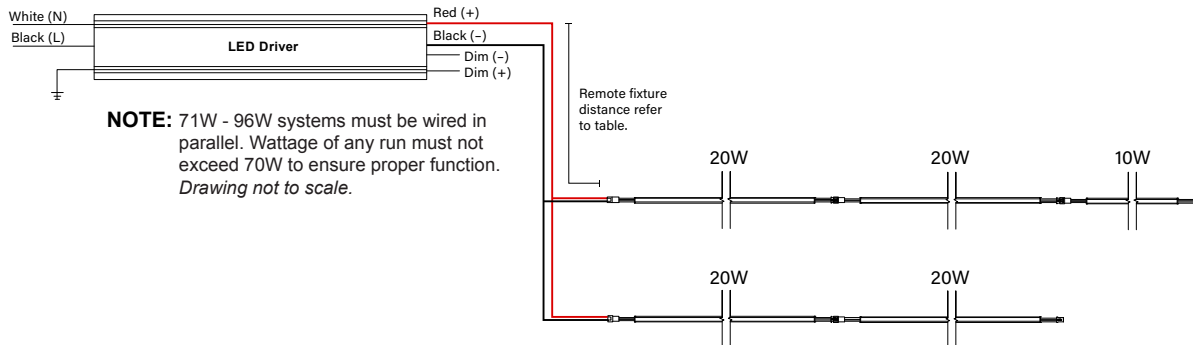 White (N)
Black (L)
LED Driver
Red (+)
Black (–)
Dim (–)
Dim (+)
Remote fixture
distance refer
to table.
NOTE: 71W - 96W systems must be wired in
parallel. Wattage of any run must not
exceed 70W to ensure proper function.
Drawing not to scale.
20W
20W
10W
20W
20W